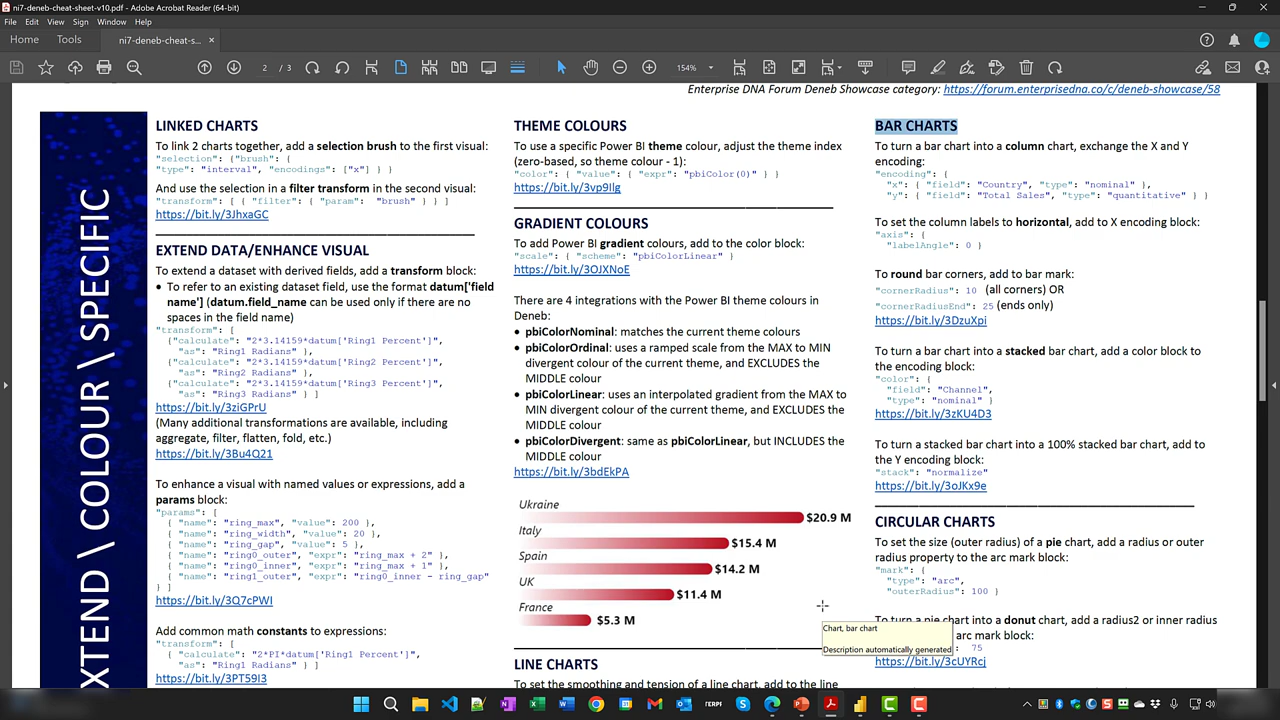 ni7-deneb-cheat-sheet-v10.pdf - Adobe Acrobat Reader (64-bit)
File Edit View Sign Window Help
Home Tools ni7-deneb-cheat-s... ×
2 / 3 154%
Enterprise DNA Forum Deneb Showcase category: https://forum.enterprisedna.co/c/deneb-showcase/58
EXTEND \ COLOUR \ SPECIFIC
LINKED CHARTS
To link 2 charts together, add a selection brush to the first visual:
"selection": {"brush": {
"type": "interval", "encodings": ["x"] } }
And use the selection in a filter transform in the second visual:
"transform": [ { "filter": { "param": "brush" } } ]
https://bit.ly/3JhxaGC
EXTEND DATA/ENHANCE VISUAL
To extend a dataset with derived fields, add a transform block:
• To refer to an existing dataset field, use the format datum['field
name'] (datum.field_name can be used only if there are no
spaces in the field name)
"transform": [
{"calculate": "2*3.14159*datum['Ring1 Percent']",
"as": "Ring1 Radians" },
{"calculate": "2*3.14159*datum['Ring2 Percent']",
"as": "Ring2 Radians" },
{"calculate": "2*3.14159*datum['Ring3 Percent']",
"as": "Ring3 Radians" } ]
https://bit.ly/3ziGPrU
(Many additional transformations are available, including
aggregate, filter, flatten, fold, etc.)
https://bit.ly/3Bu4Q21
To enhance a visual with named values or expressions, add a
params block:
"params": [
{ "name": "ring_max", "value": 200 },
{ "name": "ring_width", "value": 20 },
{ "name": "ring_gap", "value": 5 },
{ "name": "ring0_outer", "expr": "ring_max + 2" },
{ "name": "ring0_inner", "expr": "ring_max + 1" },
{ "name": "ring1_outer", "expr": "ring0_inner - ring_gap"
} ]
https://bit.ly/3Q7cPWI
Add common math constants to expressions:
"transform": [
{ "calculate": "2*PI*datum['Ring1 Percent']",
"as": "Ring1 Radians" } ]
https://bit.ly/3PT59I3
THEME COLOURS
To use a specific Power BI theme colour, adjust the theme index
(zero-based, so theme colour - 1):
"color": { "value": { "expr": "pbiColor(0)" } }
https://bit.ly/3vp9Ilg
GRADIENT COLOURS
To add Power BI gradient colours, add to the color block:
"scale": { "scheme": "pbiColorLinear" }
https://bit.ly/3OJXNoE
There are 4 integrations with the Power BI theme colours in
Deneb:
• pbiColorNominal: matches the current theme colours
• pbiColorOrdinal: uses a ramped scale from the MAX to MIN
divergent colour of the current theme, and EXCLUDES the
MIDDLE colour
• pbiColorLinear: uses an interpolated gradient from the MAX to
MIN divergent colour of the current theme, and EXCLUDES the
MIDDLE colour
• pbiColorDivergent: same as pbiColorLinear, but INCLUDES the
MIDDLE colour
https://bit.ly/3bdEkPA
Ukraine
$20.9 M
Italy
$15.4 M
Spain
$14.2 M
UK
$11.4 M
France
$5.3 M
LINE CHARTS
To set the smoothing and tension of a line chart, add to the line
BAR CHARTS
To turn a bar chart into a column chart, exchange the X and Y
encoding:
"encoding": {
"x": { "field": "Country", "type": "nominal" },
"y": { "field": "Total Sales", "type": "quantitative" } }
To set the column labels to horizontal, add to X encoding block:
"axis": {
"labelAngle": 0 }
To round bar corners, add to bar mark:
"cornerRadius": 10 (all corners) OR
"cornerRadiusEnd": 25 (ends only)
https://bit.ly/3DzuXpi
To turn a bar chart into a stacked bar chart, add a color block to
the encoding block:
"color": {
"field": "Channel",
"type": "nominal" }
https://bit.ly/3zKU4D3
To turn a stacked bar chart into a 100% stacked bar chart, add to
the Y encoding block:
"stack": "normalize"
https://bit.ly/3oJKx9e
CIRCULAR CHARTS
To set the size (outer radius) of a pie chart, add a radius or outer
radius property to the arc mark block:
"mark": {
"type": "arc",
"outerRadius": 100 }
To turn a pie chart into a donut chart, add a radius2 or inner radius
arc mark block:
: 75
https://bit.ly/3cUYRcj
Chart, bar chart
Description automatically generated